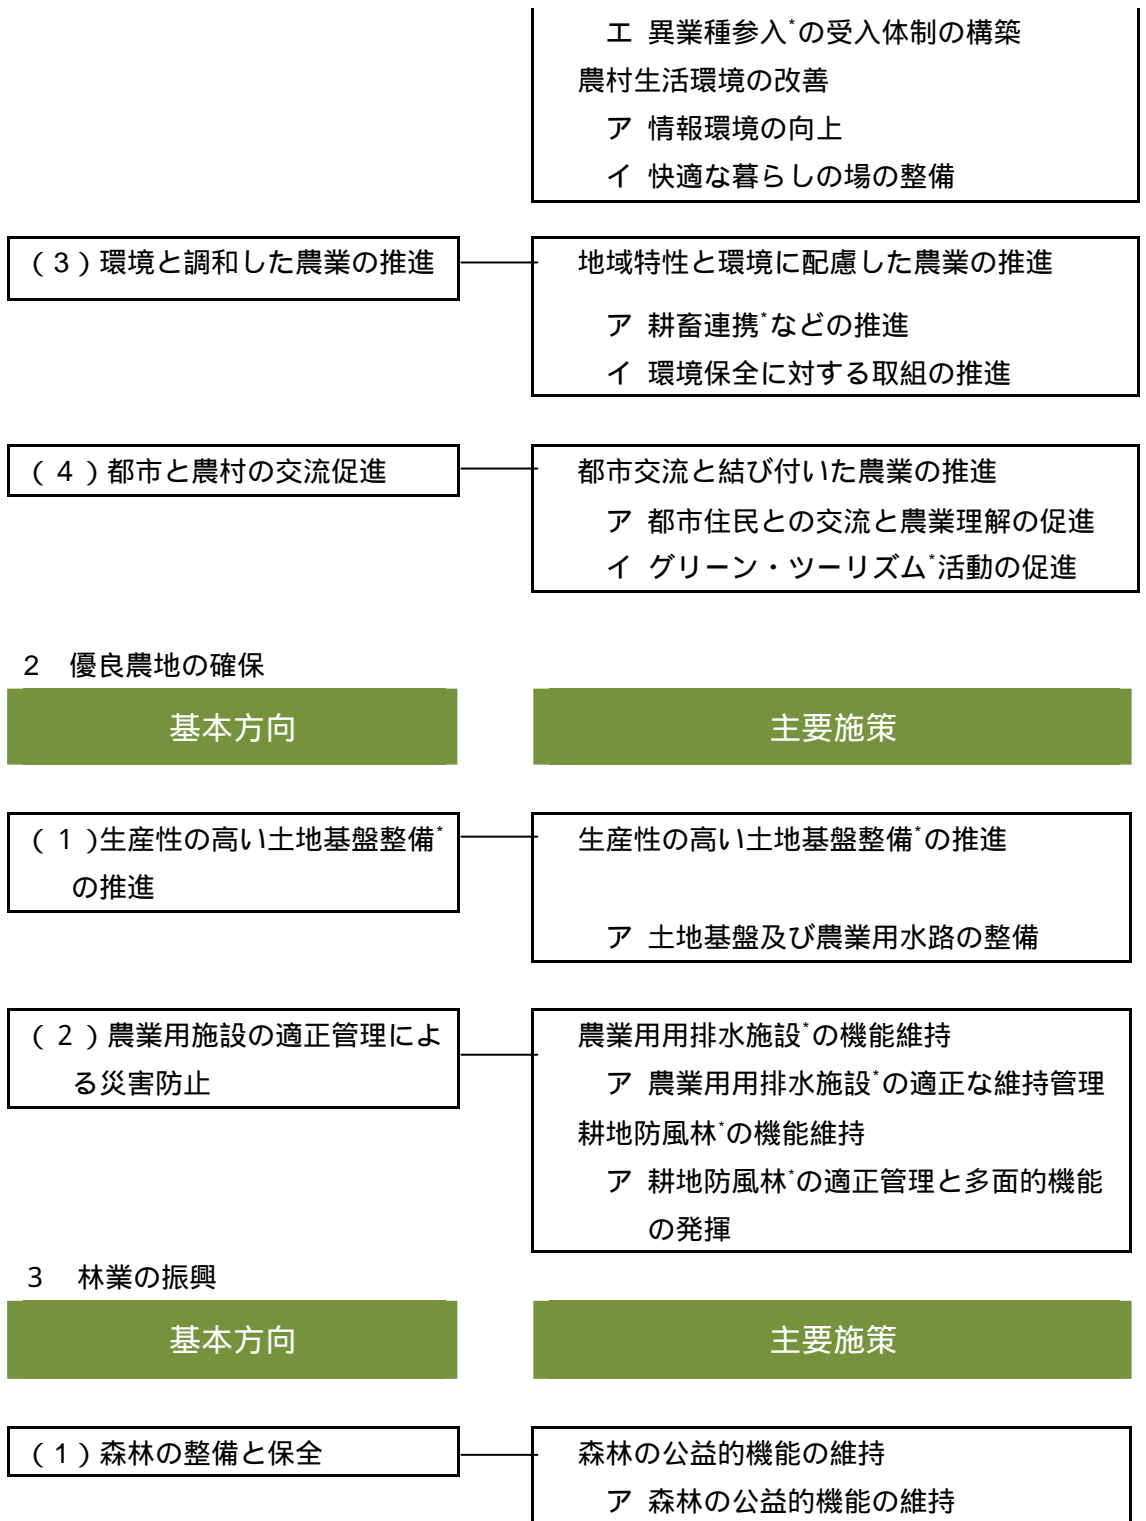 エ 異業種参入*の受入体制の構築
農村生活環境の改善
ア 情報環境の向上
イ 快適な暮らしの場の整備
（3）環境と調和した農業の推進
地域特性と環境に配慮した農業の推進
ア 耕畜連携*などの推進
イ 環境保全に対する取組の推進
（4）都市と農村の交流促進
都市交流と結び付いた農業の推進
ア 都市住民との交流と農業理解の促進
イ グリーン・ツーリズム*活動の促進
2　優良農地の確保
基本方向
主要施策
（1）生産性の高い土地基盤整備*
の推進
生産性の高い土地基盤整備*の推進
ア 土地基盤及び農業用水路の整備
（2）農業用施設の適正管理によ
る災害防止
農業用用排水施設*の機能維持
ア 農業用用排水施設*の適正な維持管理
耕地防風林*の機能維持
ア 耕地防風林*の適正管理と多面的機能
の発揮
3　林業の振興
基本方向
主要施策
（1）森林の整備と保全
森林の公益的機能の維持
ア 森林の公益的機能の維持